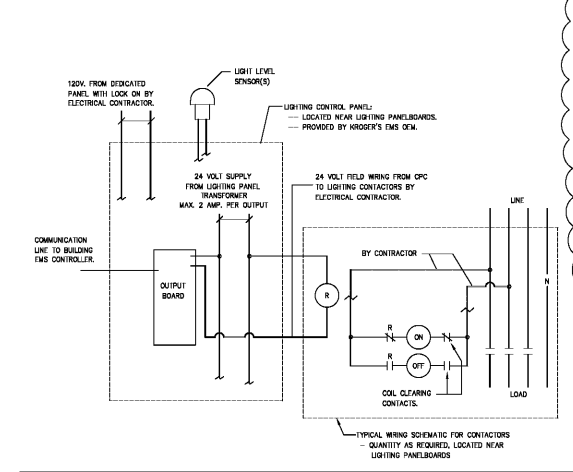 LIGHT LEVEL
SENSOR(S)
120V. FROM DEDICATED
PANEL WITH LOCK ON BY
ELECTRICAL CONTRACTOR.
LIGHTING CONTROL PANEL:
— LOCATED NEAR LIGHTING PANELBOARDS.
— PROVIDED BY KROGER'S EMS OEM.
24 VOLT SUPPLY
FROM LIGHTING PANEL
TRANSFORMER
MAX. 2 AMP. PER OUTPUT
24 VOLT FIELD WIRING FROM CPC
TO LIGHTING CONTACTORS BY
ELECTRICAL CONTRACTOR.
LINE
COMMUNICATION
LINE TO BUILDING
EMS CONTROLLER.
BY CONTRACTOR
N
OUTPUT
BOARD
R
R
ON
R
OFF
COIL CLEARING
CONTACTS.
LOAD
TYPICAL WIRING SCHEMATIC FOR CONTACTORS
- QUANTITY AS REQUIRED, LOCATED NEAR
LIGHTING PANELBOARDS